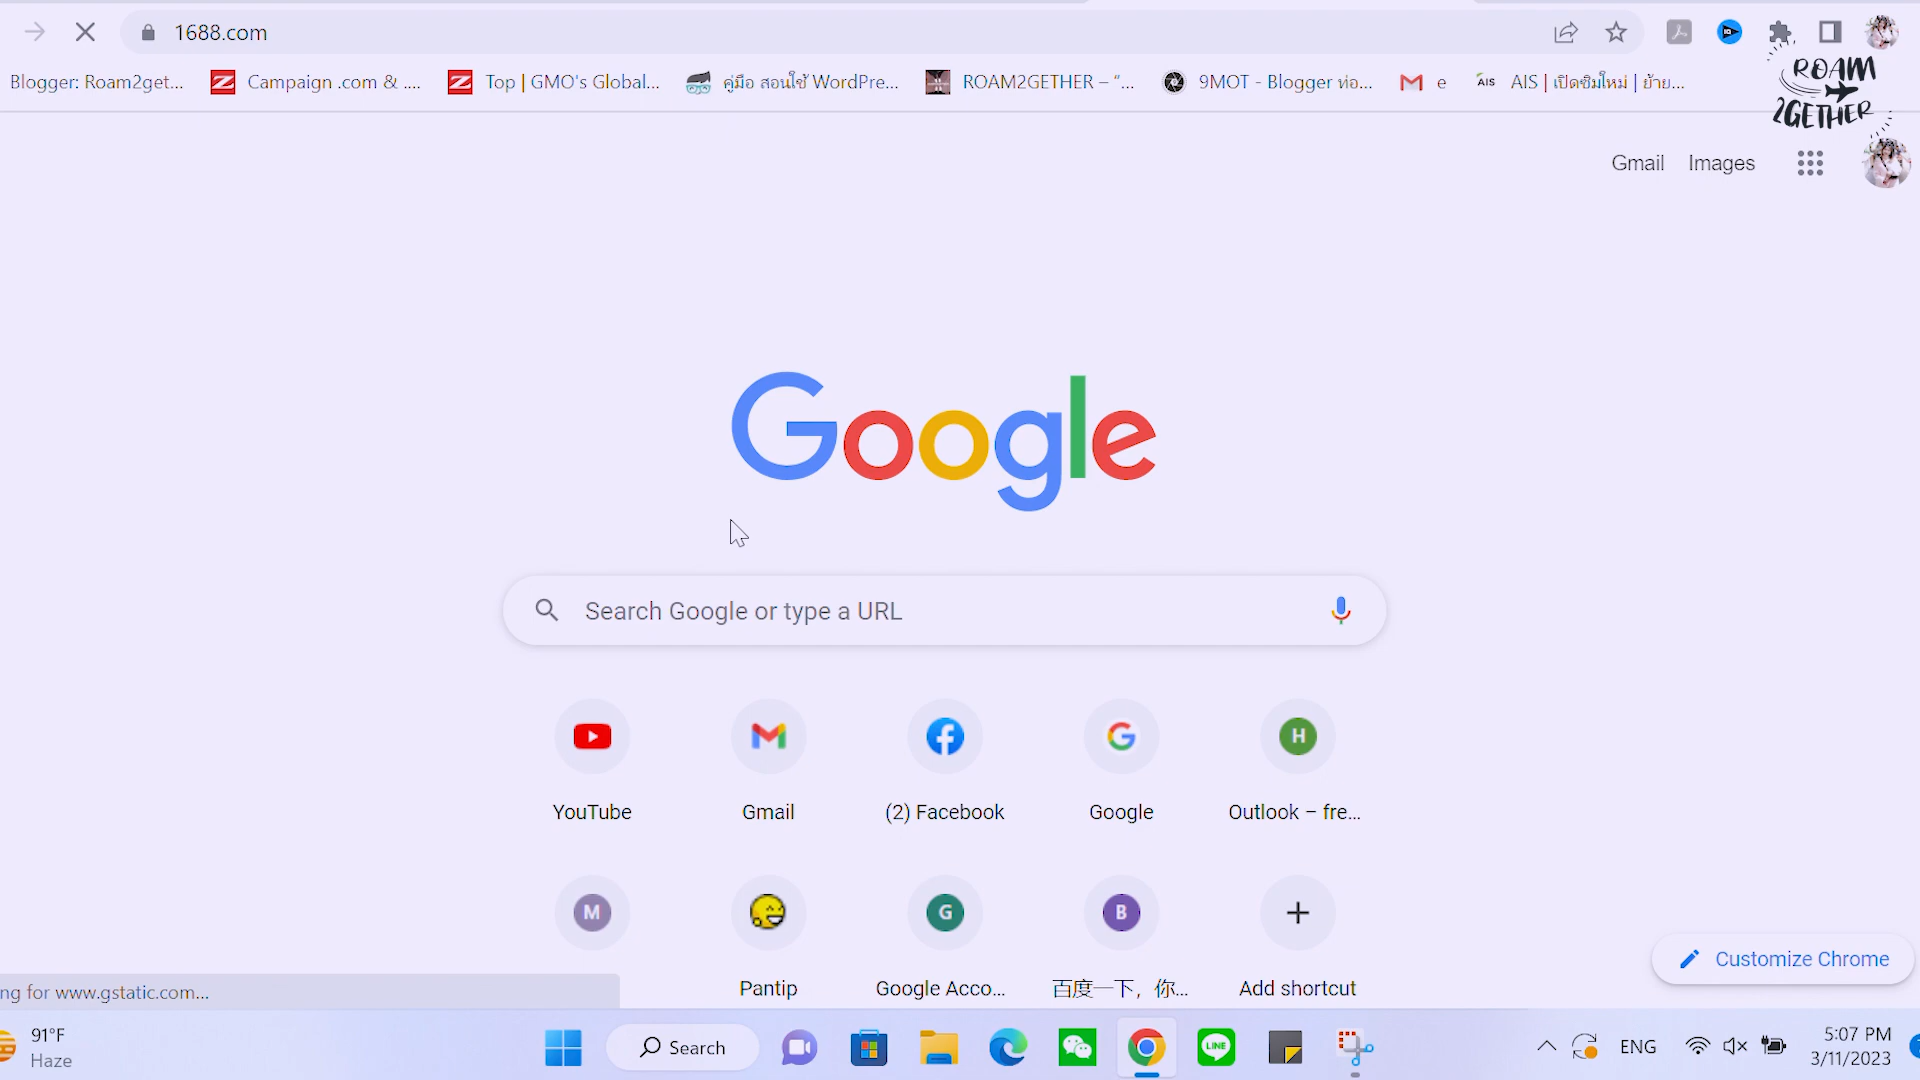 1688.com
Blogger: Roam2get... Campaign .com & .... Top | GMO's Global... คู่มือ สอนใช้ WordPre... ROAM2GETHER – “... 9MOT - Blogger ท่อ... e AIS AIS | เปิดซิมใหม่ | ย้าย...
ROAM
2GETHER
Gmail Images
Google
Search Google or type a URL
H
YouTube Gmail (2) Facebook Google Outlook – fre...
M G B
Pantip Google Acco... 百度一下，你... Add shortcut
Customize Chrome
ng for www.gstatic.com...
91°F
Haze
Search
LINE
ENG
5:07 PM
3/11/2023